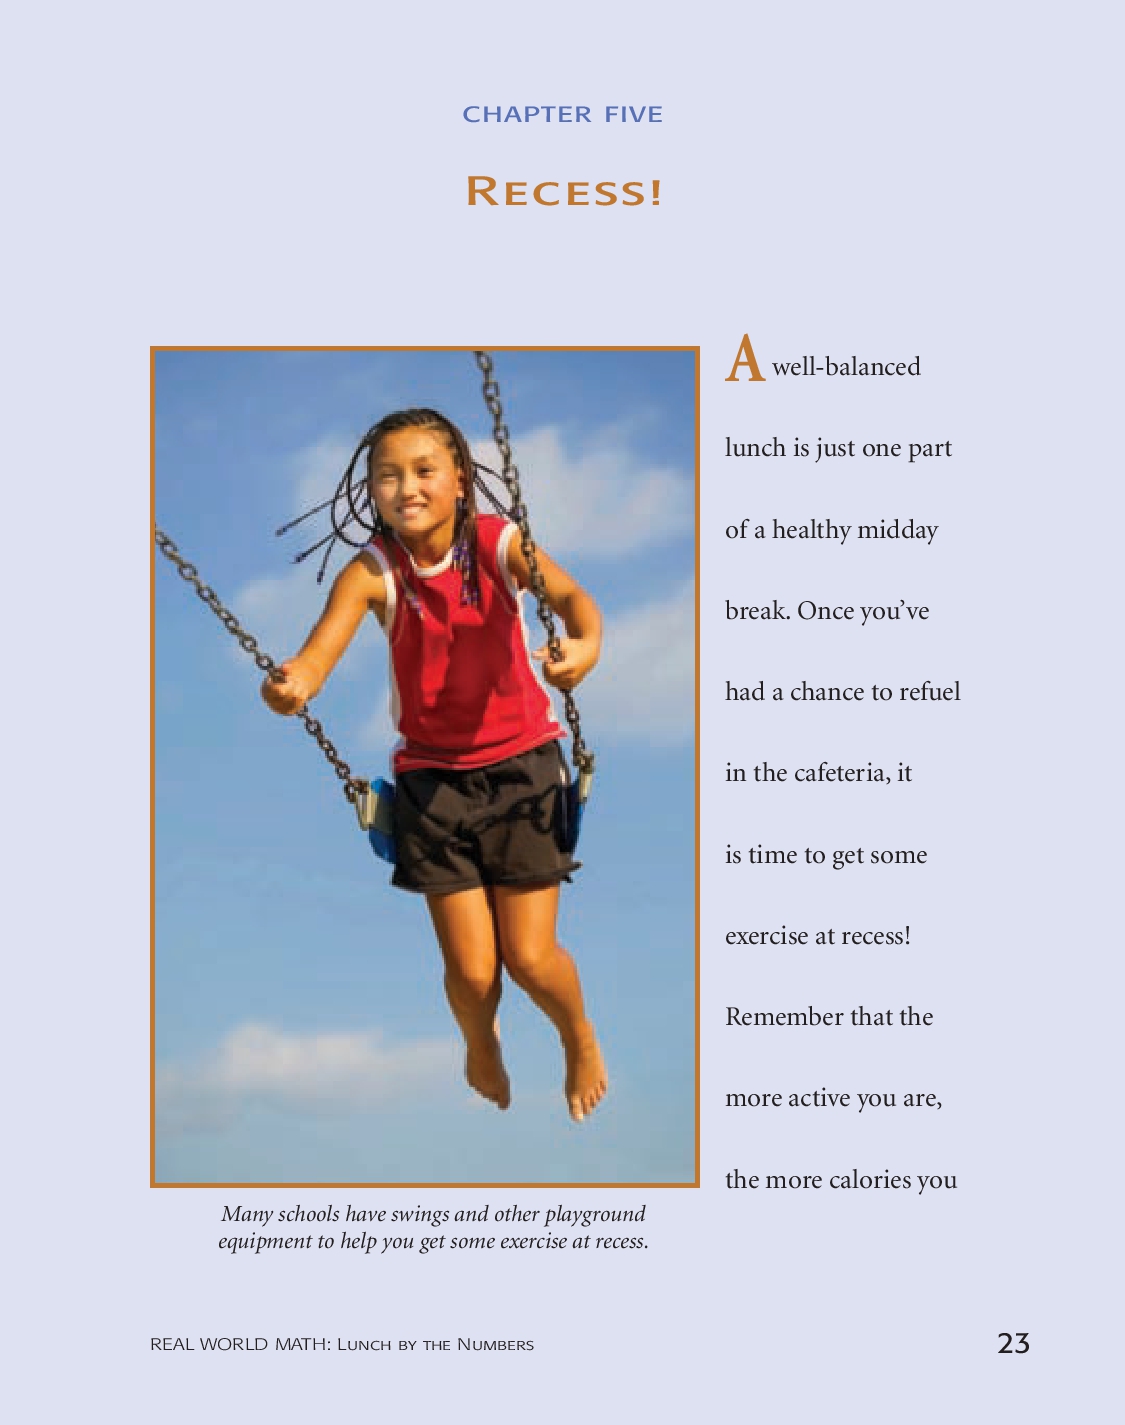 CHAPTER FIVE
RECESS!
A well-balanced
lunch is just one part
of a healthy midday
break. Once you’ve
had a chance to refuel
in the cafeteria, it
is time to get some
exercise at recess!
Remember that the
more active you are,
the more calories you
Many schools have swings and other playground
equipment to help you get some exercise at recess.
REAL WORLD MATH: LUNCH BY THE NUMBERS
23